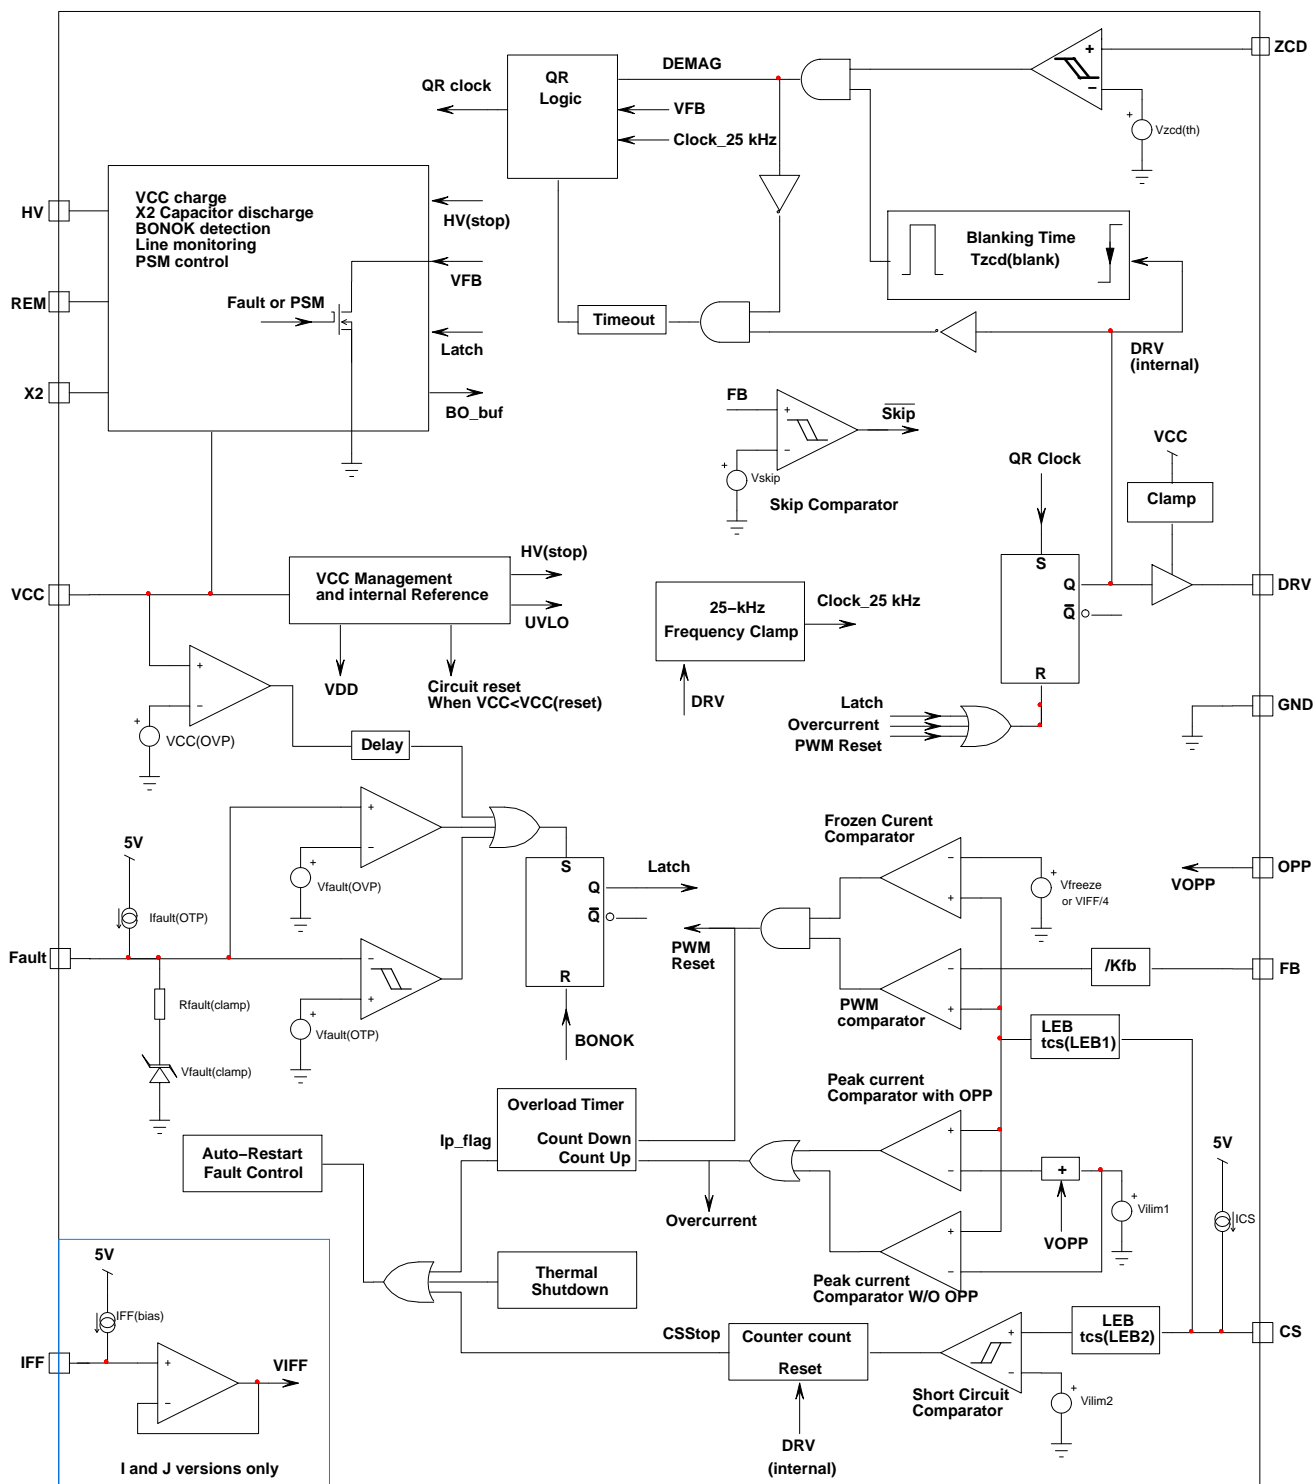 ZCD
DEMAG
QR
Logic
QR clock
VFB
Clock_25 kHz
Vzcd(th)
VCC charge
X2 Capacitor discharge
BONOK detection
Line monitoring
PSM control
HV
HV(stop)
Blanking Time
Tzcd(blank)
VFB
REM
Fault or PSM
Timeout
Latch
DRV
(internal)
X2
BO_buf
FB
Skip
VCC
Vskip
QR Clock
Skip Comparator
Clamp
HV(stop)
S
VCC
VCC Management
and internal Reference
Q
DRV
25-kHz
Frequency Clamp
Clock_25 kHz
UVLO
Q
R
VDD
Circuit reset
When VCC<VCC(reset)
DRV
Latch
Overcurrent
PWM Reset
GND
VCC(OVP)
Delay
Frozen Curent
Comparator
5V
S
Latch
Q
VOPP
OPP
Vfault(OVP)
Vfreeze
or VIFF/4
Ifault(OTP)
Q
PWM
Reset
Fault
R
/Kfb
FB
Rfault(clamp)
PWM
comparator
Vfault(OTP)
BONOK
LEB
tcs(LEB1)
Vfault(clamp)
Peak current
Comparator with OPP
Overload Timer
Ip_flag
Count Down
Count Up
Auto-Restart
Fault Control
5V
+
Overcurrent
Vilim1
ICS
VOPP
5V
Thermal
Shutdown
Peak current
Comparator W/O OPP
IFF(bias)
CSStop
Counter count
Reset
LEB
tcs(LEB2)
CS
IFF
VIFF
Short Circuit
Comparator
Vilim2
DRV
(internal)
I and J versions only